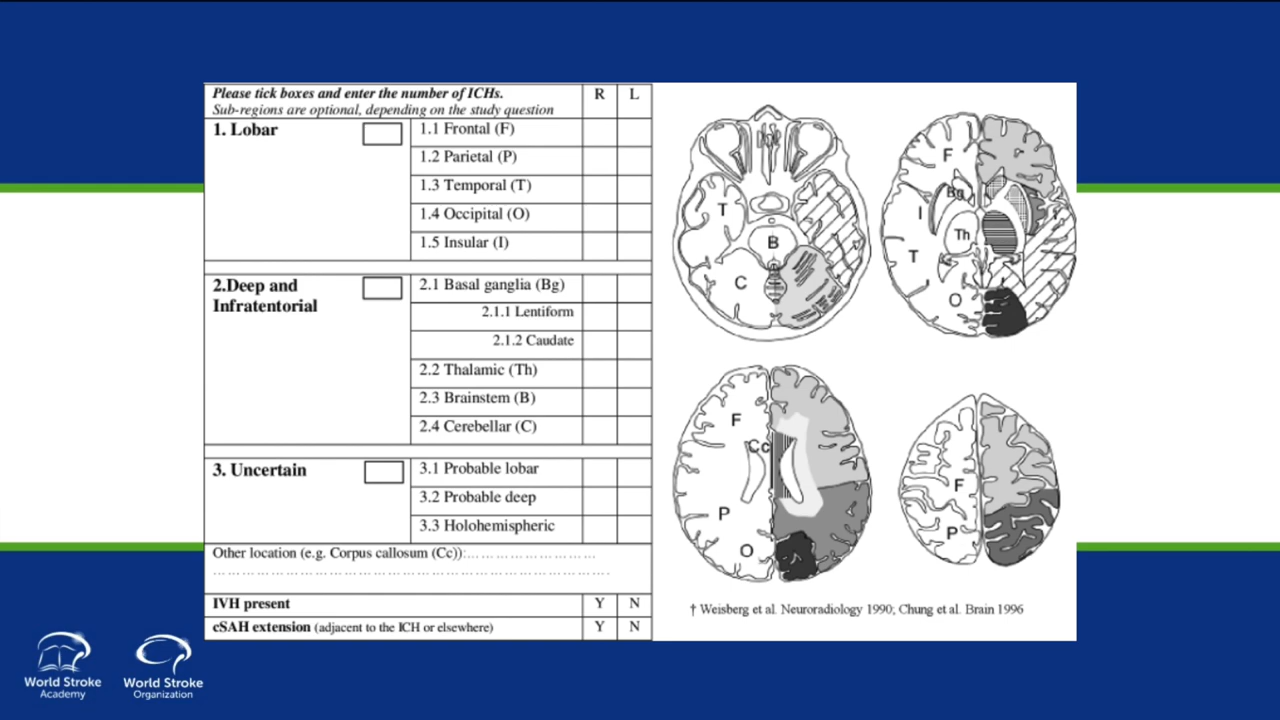 Please tick boxes and enter the number of ICHs.
Sub-regions are optional, depending on the study question
R L
1. Lobar
1.1 Frontal (F)
1.2 Parietal (P)
1.3 Temporal (T)
1.4 Occipital (O)
1.5 Insular (I)
2.Deep and
Infratentorial
2.1 Basal ganglia (Bg)
2.1.1 Lentiform
2.1.2 Caudate
2.2 Thalamic (Th)
2.3 Brainstem (B)
2.4 Cerebellar (C)
3. Uncertain
3.1 Probable lobar
3.2 Probable deep
3.3 Holohemispheric
Other location (e.g. Corpus callosum (Cc)):……………………
IVH present Y N
cSAH extension (adjacent to the ICH or elsewhere) Y N
T
B
C
F
Bg
I
Th
T
O
F
Cc
P
O
F
P
† Weisberg et al. Neuroradiology 1990; Chung et al. Brain 1996
World Stroke
Academy
World Stroke
Organization